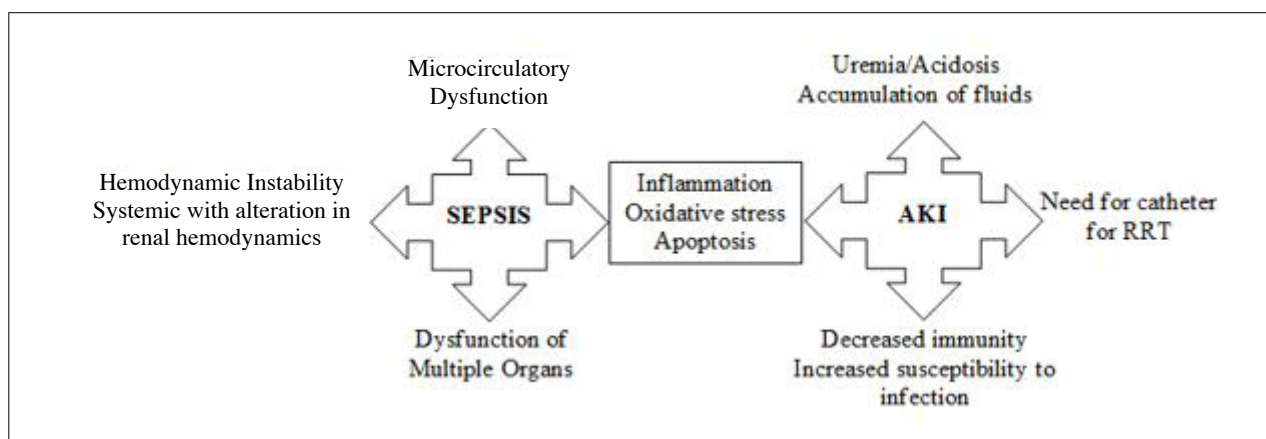 Microcirculatory
Dysfunction
Uremia/Acidosis
Accumulation of fluids
Hemodynamic Instability
Systemic with alteration in
renal hemodynamics
SEPSIS
Inflammation
Oxidative stress
Apoptosis
AKI
Need for catheter
for RRT
Dysfunction of
Multiple Organs
Decreased immunity
Increased susceptibility to
infection